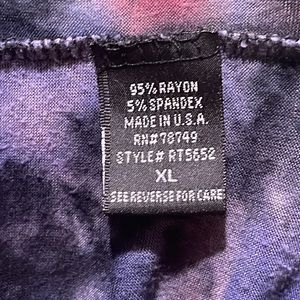 95% RAYON
5% SPANDEX
MADE IN U.S.A.
RN#78749
STYLE# RT5652
XL
SEE REVERSE FOR CARE